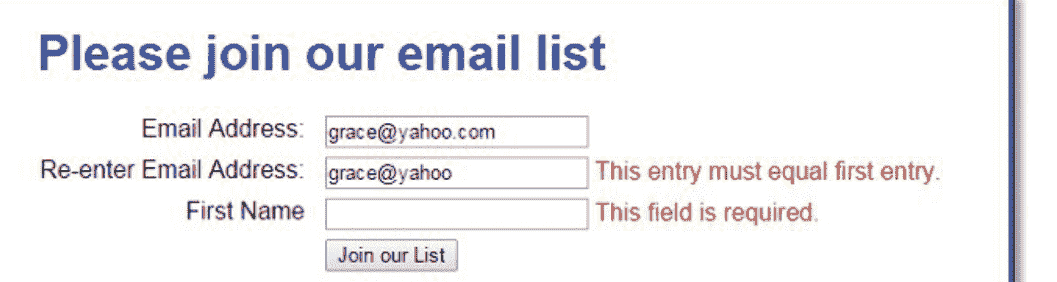 Please join our email list
Email Address: grace@yahoo.com
Re-enter Email Address: grace@yahoo This entry must equal first entry.
First Name This field is required.
Join our List